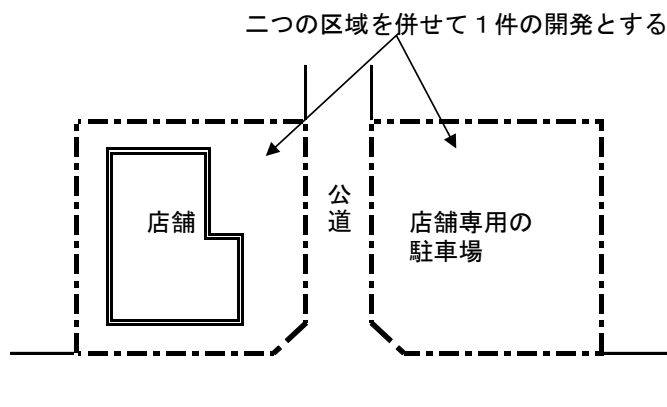 二つの区域を併せて１件の開発とする
店舗
公道
店舗専用の
駐車場